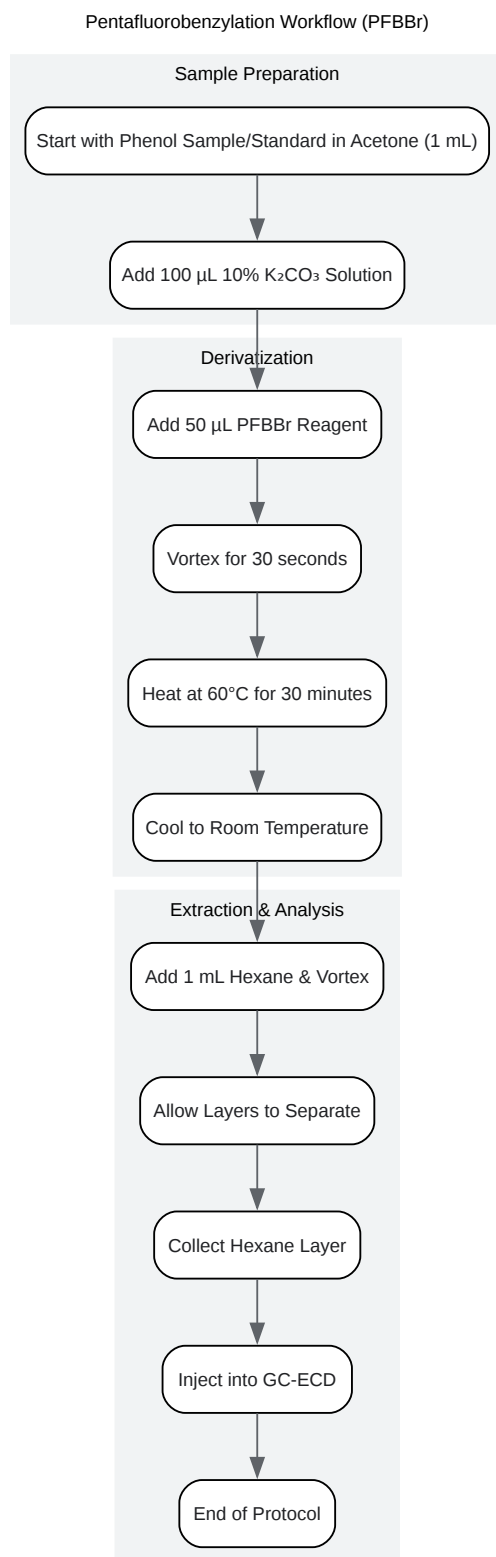 Pentafluorobenzylation Workflow (PFBBr)
Sample Preparation
Start with Phenol Sample/Standard in Acetone (1 mL)
Add 100 µL 10% K₂CO₃ Solution
Derivatization
Add 50 µL PFBBr Reagent
Vortex for 30 seconds
Heat at 60°C for 30 minutes
Cool to Room Temperature
Extraction & Analysis
Add 1 mL Hexane & Vortex
Allow Layers to Separate
Collect Hexane Layer
Inject into GC-ECD
End of Protocol